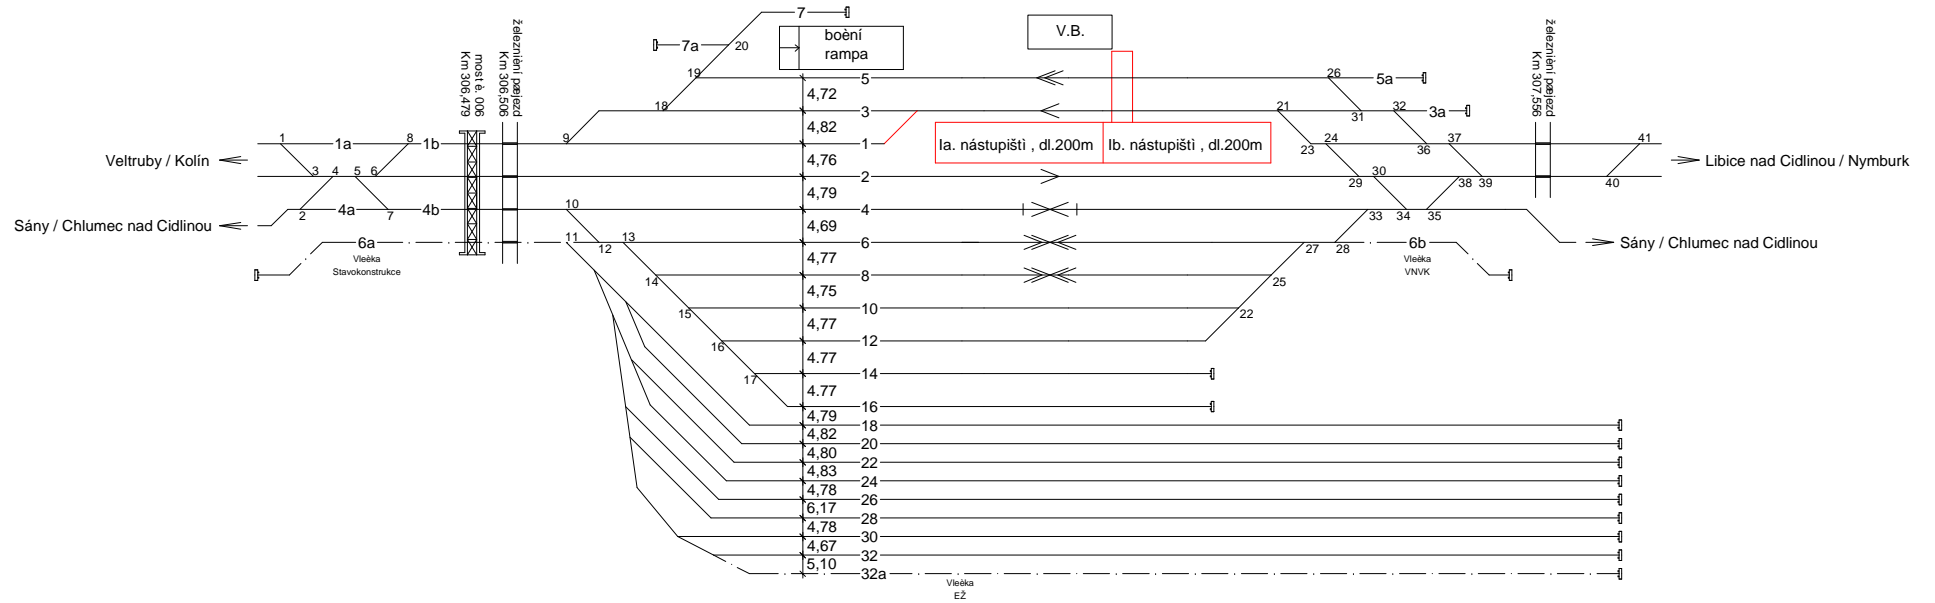 7
V.B.
boèní
rampa
7a
20
železnièní pøejezd
Km 306,506
most è. 006
Km 306,479
železnièní pøejezd
Km 307,556
19
5
26
5a
4,72
18
3
21
31
32
3a
4,82
1
1a
8
1b
9
1
Ia. nástupištì , dl.200m
Ib. nástupištì , dl.200m
23
24
36
37
41
Veltruby / Kolín
4,76
Libice nad Cidlinou / Nymburk
3
4
5
6
2
29
30
38
39
40
4,79
2
4a
7
4b
10
4
33
34
35
Sány / Chlumec nad Cidlinou
4,69
6a
11
12
13
6
27
28
6b
Sány / Chlumec nad Cidlinou
Vleèka
Stavokonstrukce
Vleèka
VNVK
4,77
14
8
25
4,75
15
10
22
4,77
16
12
4.77
17
14
4.77
16
4,79
18
4,82
20
4,80
22
4,83
24
4,78
26
6,17
28
4,78
30
4,67
32
5,10
32a
Vleèka
EŽ